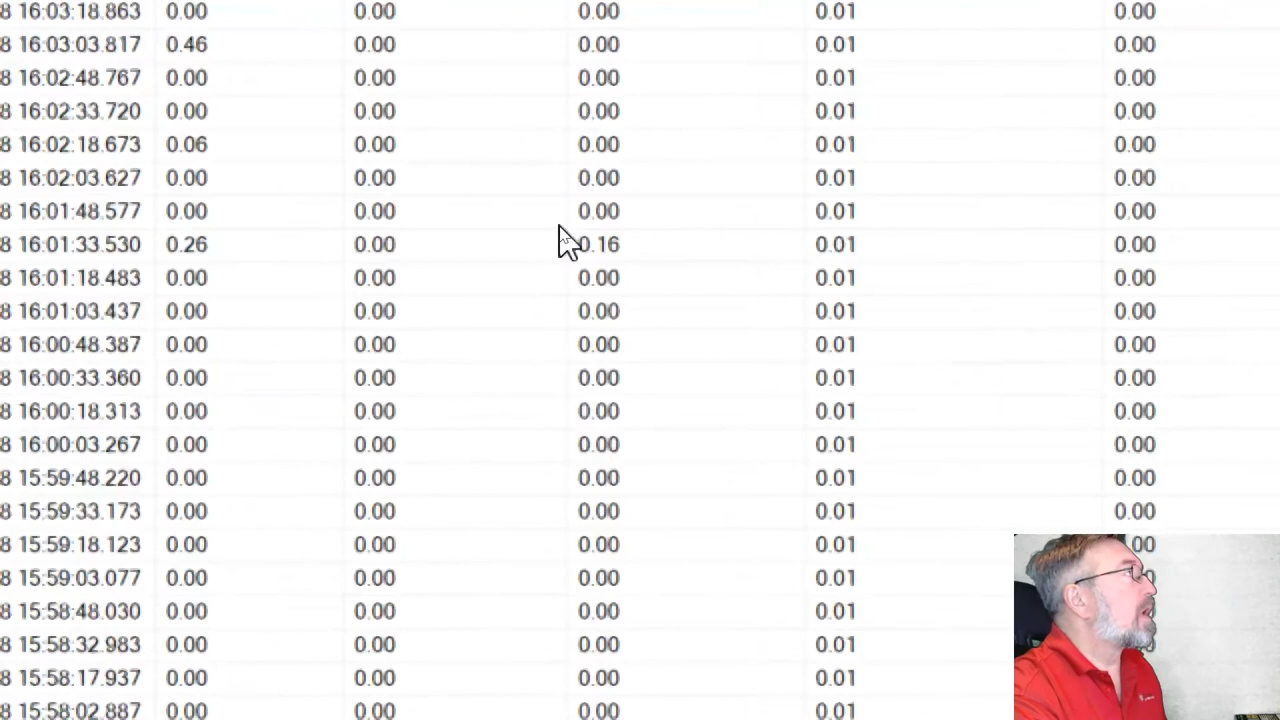 8 16:03:18.863 0.00 0.00 0.00 0.01 0.00
8 16:03:03.817 0.46 0.00 0.00 0.01 0.00
8 16:02:48.767 0.00 0.00 0.00 0.01 0.00
8 16:02:33.720 0.00 0.00 0.00 0.01 0.00
8 16:02:18.673 0.06 0.00 0.00 0.01 0.00
8 16:02:03.627 0.00 0.00 0.00 0.01 0.00
8 16:01:48.577 0.00 0.00 0.00 0.01 0.00
8 16:01:33.530 0.26 0.00 0.16 0.01 0.00
8 16:01:18.483 0.00 0.00 0.00 0.01 0.00
8 16:01:03.437 0.00 0.00 0.00 0.01 0.00
8 16:00:48.387 0.00 0.00 0.00 0.01 0.00
8 16:00:33.360 0.00 0.00 0.00 0.01 0.00
8 16:00:18.313 0.00 0.00 0.00 0.01 0.00
8 16:00:03.267 0.00 0.00 0.00 0.01 0.00
8 15:59:48.220 0.00 0.00 0.00 0.01 0.00
8 15:59:33.173 0.00 0.00 0.00 0.01 0.00
8 15:59:18.123 0.00 0.00 0.00 0.01 .00
8 15:59:03.077 0.00 0.00 0.00 0.01
8 15:58:48.030 0.00 0.00 0.00 0.01
8 15:58:32.983 0.00 0.00 0.00 0.01
8 15:58:17.937 0.00 0.00 0.00 0.01
8 15:58:02.887 0.00 0.00 0.00 0.01